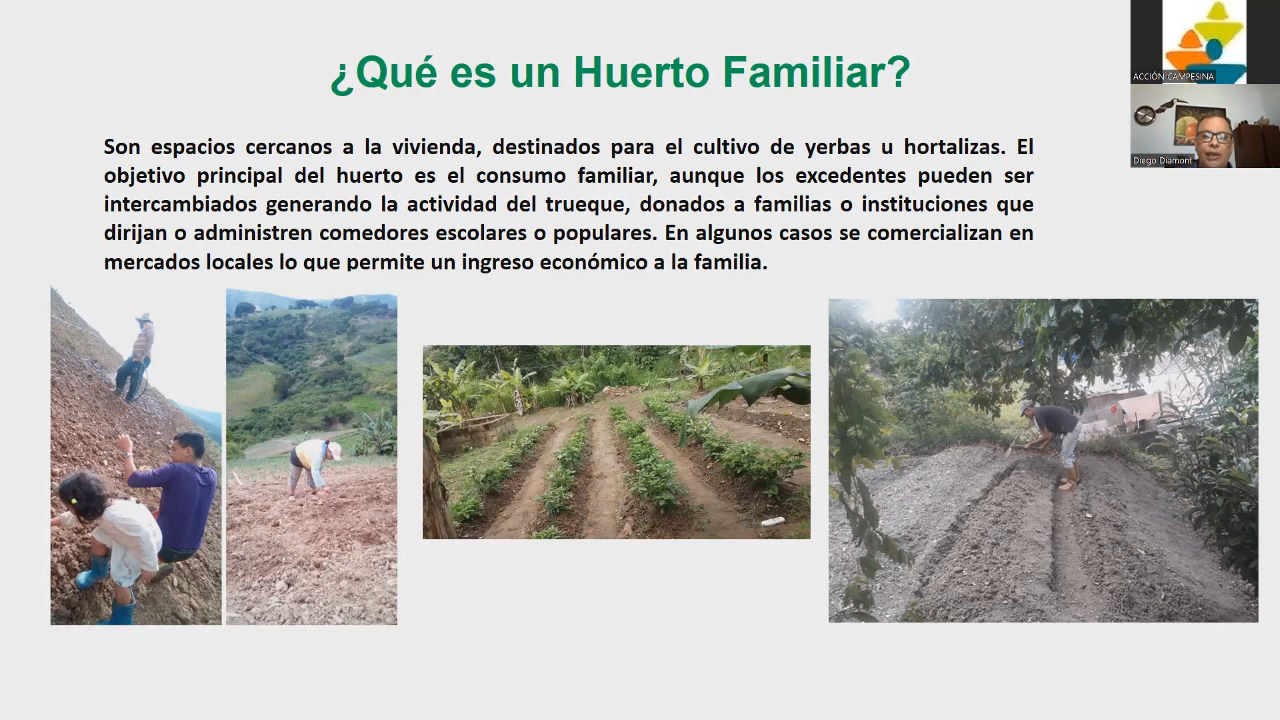 ¿Qué es un Huerto Familiar?
Son espacios cercanos a la vivienda, destinados para el cultivo de yerbas u hortalizas. El
objetivo principal del huerto es el consumo familiar, aunque los excedentes pueden ser
intercambiados generando la actividad del trueque, donados a familias o instituciones que
dirijan o administren comedores escolares o populares. En algunos casos se comercializan en
mercados locales lo que permite un ingreso económico a la familia.
ACCIÓN CAMPESINA
Diego Diamont